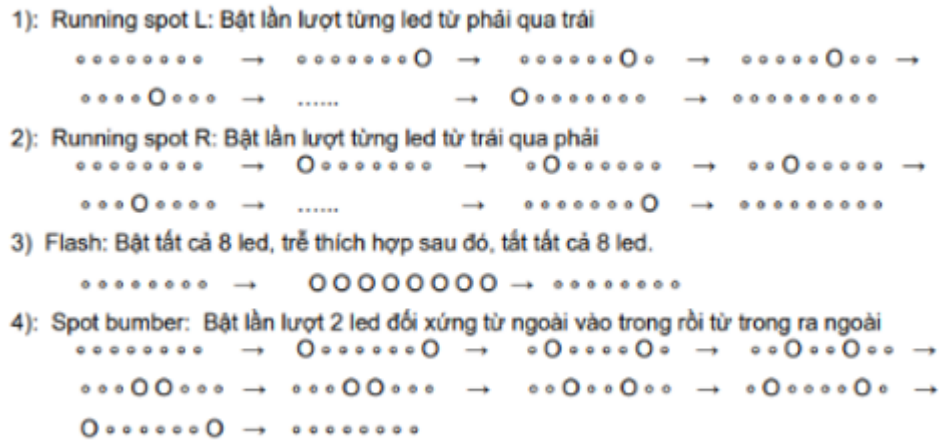 1): Running spot L: Bật lần lượt từng led từ phải qua trái
∘∘∘∘∘∘∘∘ → ∘∘∘∘∘∘∘O → ∘∘∘∘∘∘O∘ → ∘∘∘∘∘O∘∘ →
∘∘∘∘O∘∘∘ → ...... → O∘∘∘∘∘∘∘ → ∘∘∘∘∘∘∘∘∘
2): Running spot R: Bật lần lượt từng led từ trái qua phải
∘∘∘∘∘∘∘∘ → O∘∘∘∘∘∘∘ → ∘O∘∘∘∘∘∘ → ∘∘O∘∘∘∘∘ →
∘∘∘O∘∘∘∘ → ...... → ∘∘∘∘∘∘∘O → ∘∘∘∘∘∘∘∘∘
3) Flash: Bật tất cả 8 led, trễ thích hợp sau đó, tắt tất cả 8 led.
∘∘∘∘∘∘∘∘ → OOOOOOOO → ∘∘∘∘∘∘∘∘
4): Spot bumber: Bật lần lượt 2 led đối xứng từ ngoài vào trong rồi từ trong ra ngoài
∘∘∘∘∘∘∘∘ → O∘∘∘∘∘∘O → ∘O∘∘∘∘O∘ → ∘∘O∘∘O∘∘ →
∘∘∘OO∘∘∘ → ∘∘∘OO∘∘∘ → ∘∘O∘∘O∘∘ → ∘O∘∘∘∘O∘ →
O∘∘∘∘∘∘O → ∘∘∘∘∘∘∘∘